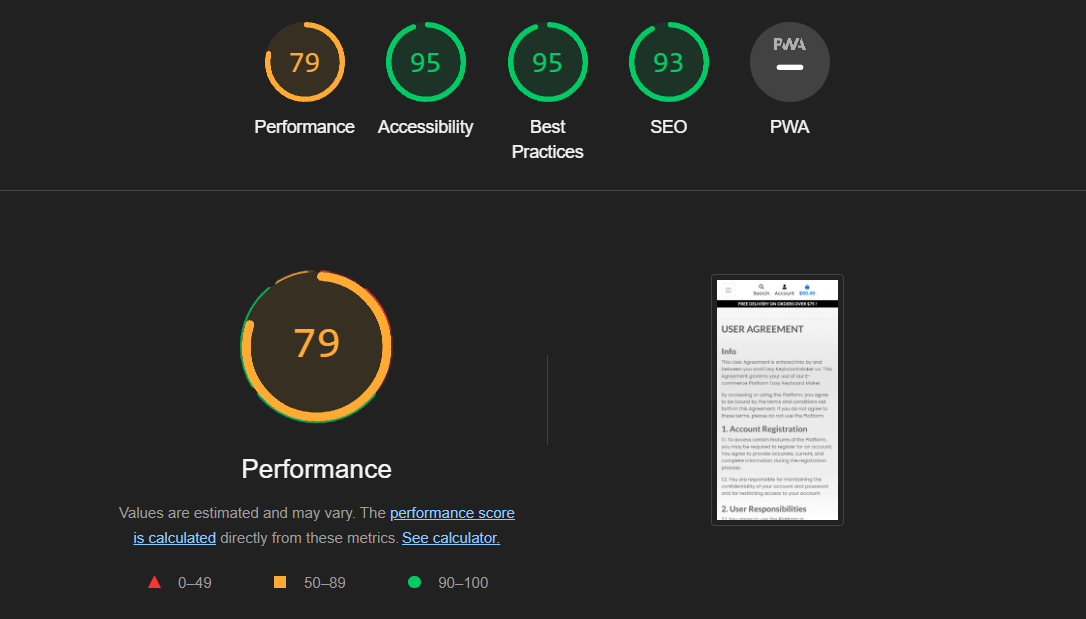 79
95
95
93
PWA
Performance
Accessibility
Best
Practices
SEO
PWA
79
Performance
Values are estimated and may vary. The performance score
is calculated directly from these metrics. See calculator.
0–49
50–89
90–100
Search Account $90.49
FREE DELIVERY ON ORDERS OVER $75 !
USER AGREEMENT
Info
This User Agreement is entered into by and
between you and Easy Keyboard Maker us. This
Agreement governs your use of our E-
commerce Platform Easy Keyboard Maker.
By accessing or using the Platform, you agree
to be bound by the terms and conditions set
forth in this Agreement. If you do not agree to
these terms, please do not use the Platform.
1. Account Registration
1.1. To access certain features of the Platform,
you may be required to register for an account.
You agree to provide accurate, current, and
complete information during the registration
process.
1.2. You are responsible for maintaining the
confidentiality of your account and password
and for restricting access to your account.
2. User Responsibilities